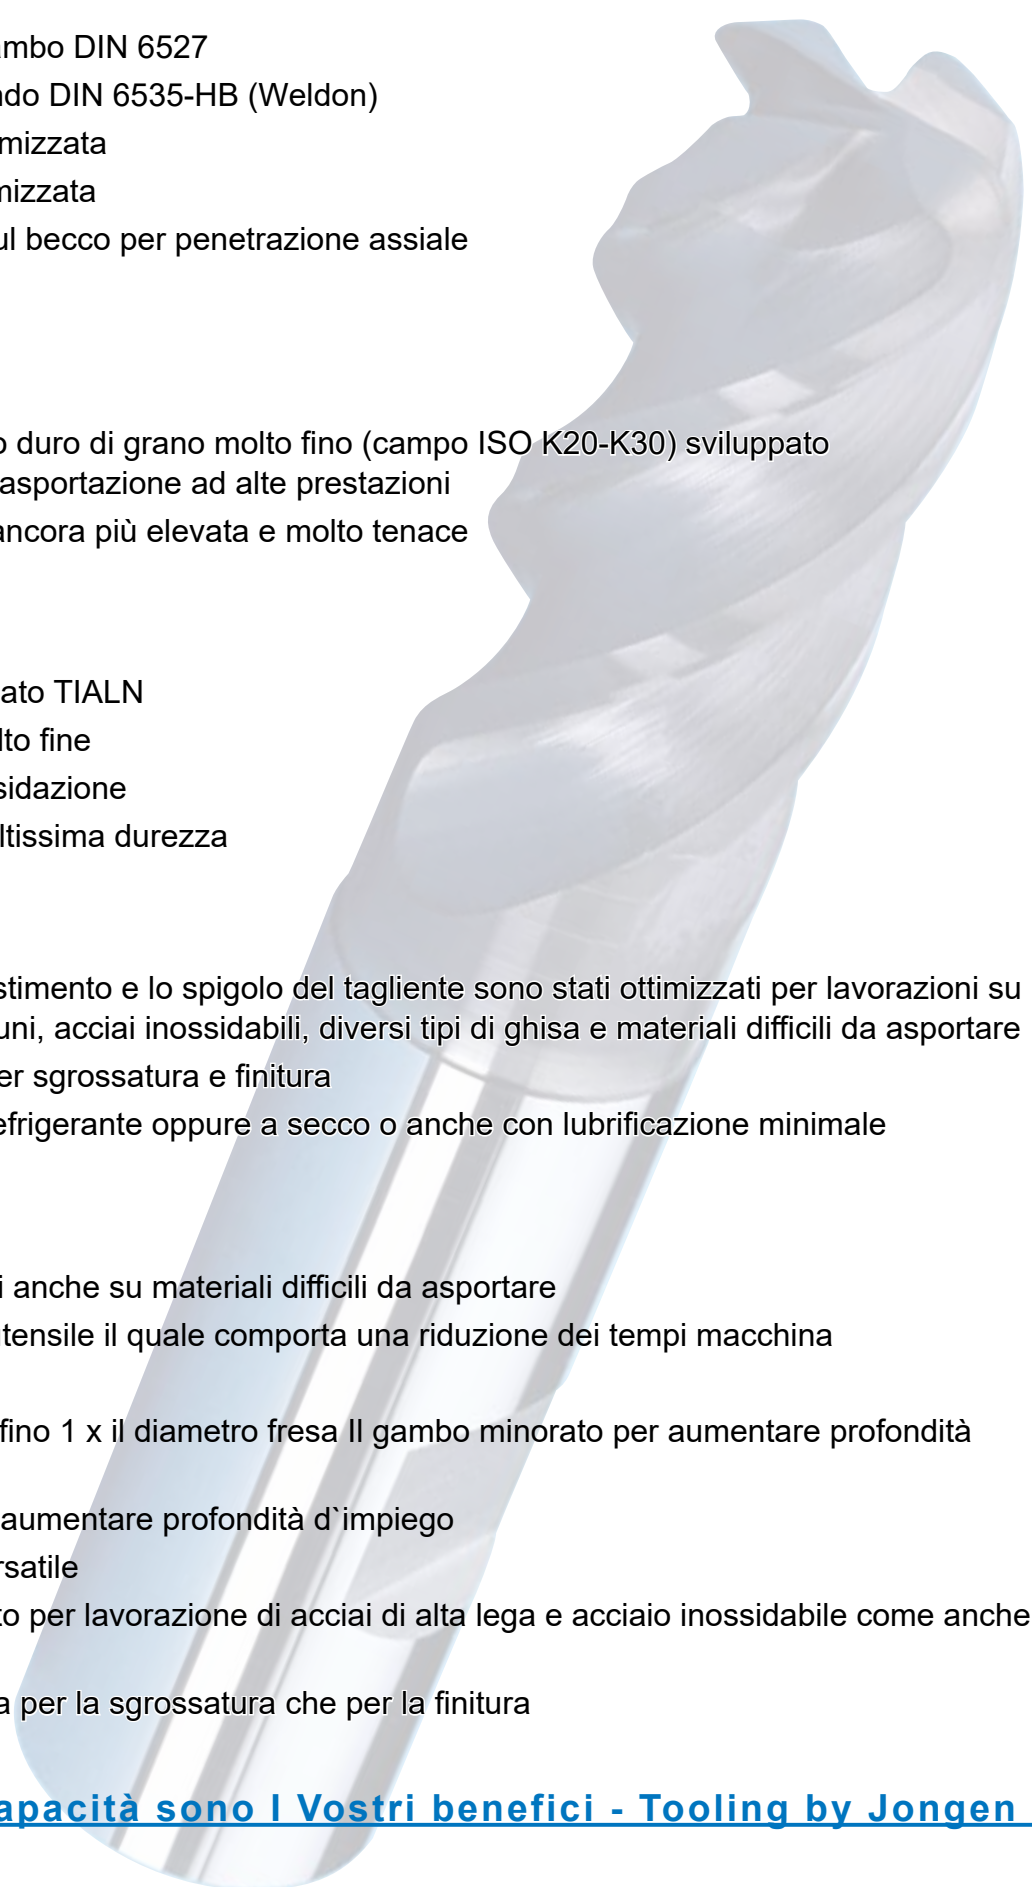 ambo DIN 6527
ndo DIN 6535-HB (Weldon)
mizzata
mizzata
ul becco per penetrazione assiale
o duro di grano molto fino (campo ISO K20-K30) sviluppato
asportazione ad alte prestazioni
ancora più elevata e molto tenace
ato TIALN
lto fine
sidazione
ltissima durezza
stimento e lo spigolo del tagliente sono stati ottimizzati per lavorazioni su
uni, acciai inossidabili, diversi tipi di ghisa e materiali difficili da asportare
er sgrossatura e finitura
efrigerante oppure a secco o anche con lubrificazione minimale
i anche su materiali difficili da asportare
tensile il quale comporta una riduzione dei tempi macchina
fino 1 x il diametro fresa Il gambo minorato per aumentare profondità
aumentare profondità d`impiego
rsatile
to per lavorazione di acciai di alta lega e acciaio inossidabile come anche
a per la sgrossatura che per la finitura
apacità sono I Vostri benefici - Tooling by Jongen